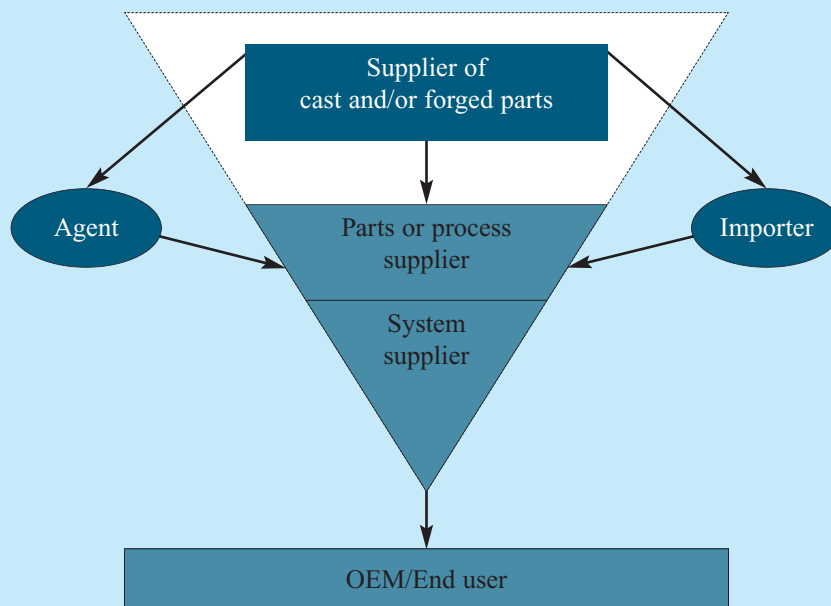 Supplier of
cast and/or forged parts
Agent
Parts or process
supplier
Importer
System
supplier
OEM/End user